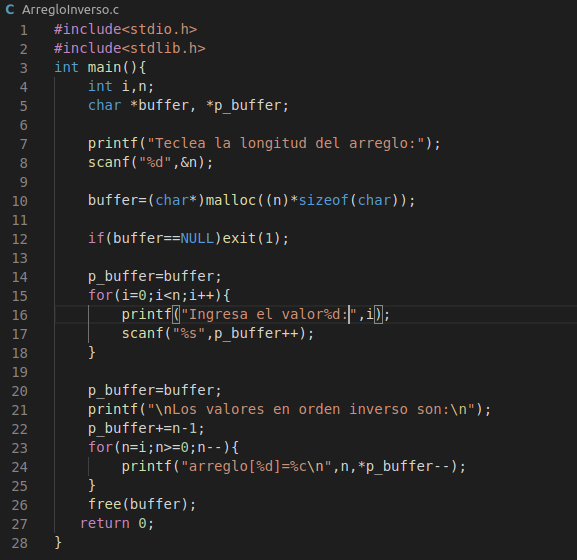 C ArregloInverso.c
1 #include<stdio.h>
2 #include<stdlib.h>
3 int main(){
4     int i,n;
5     char *buffer, *p_buffer;
6
7     printf("Teclea la longitud del arreglo:");
8     scanf("%d",&n);
9
10     buffer=(char*)malloc((n)*sizeof(char));
11
12     if(buffer==NULL)exit(1);
13
14     p_buffer=buffer;
15     for(i=0;i<n;i++){
16         printf("Ingresa el valor%d:",i);
17         scanf("%s",p_buffer++);
18     }
19
20     p_buffer=buffer;
21     printf("\nLos valores en orden inverso son:\n");
22     p_buffer+=n-1;
23     for(n=i;n>=0;n--){
24         printf("arreglo[%d]=%c\n",n,*p_buffer--);
25     }
26     free(buffer);
27    return 0;
28 }